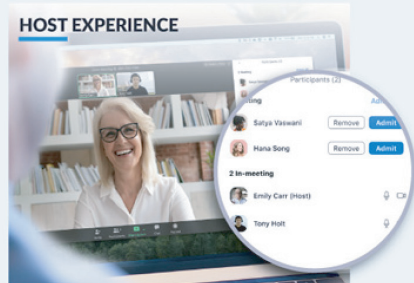 HOST EXPERIENCE
Participants (2)
Satya Vaswani Remove Admit
Hana Song Remove Admit
2 In-meeting
Emily Carr (Host)
Tony Holt